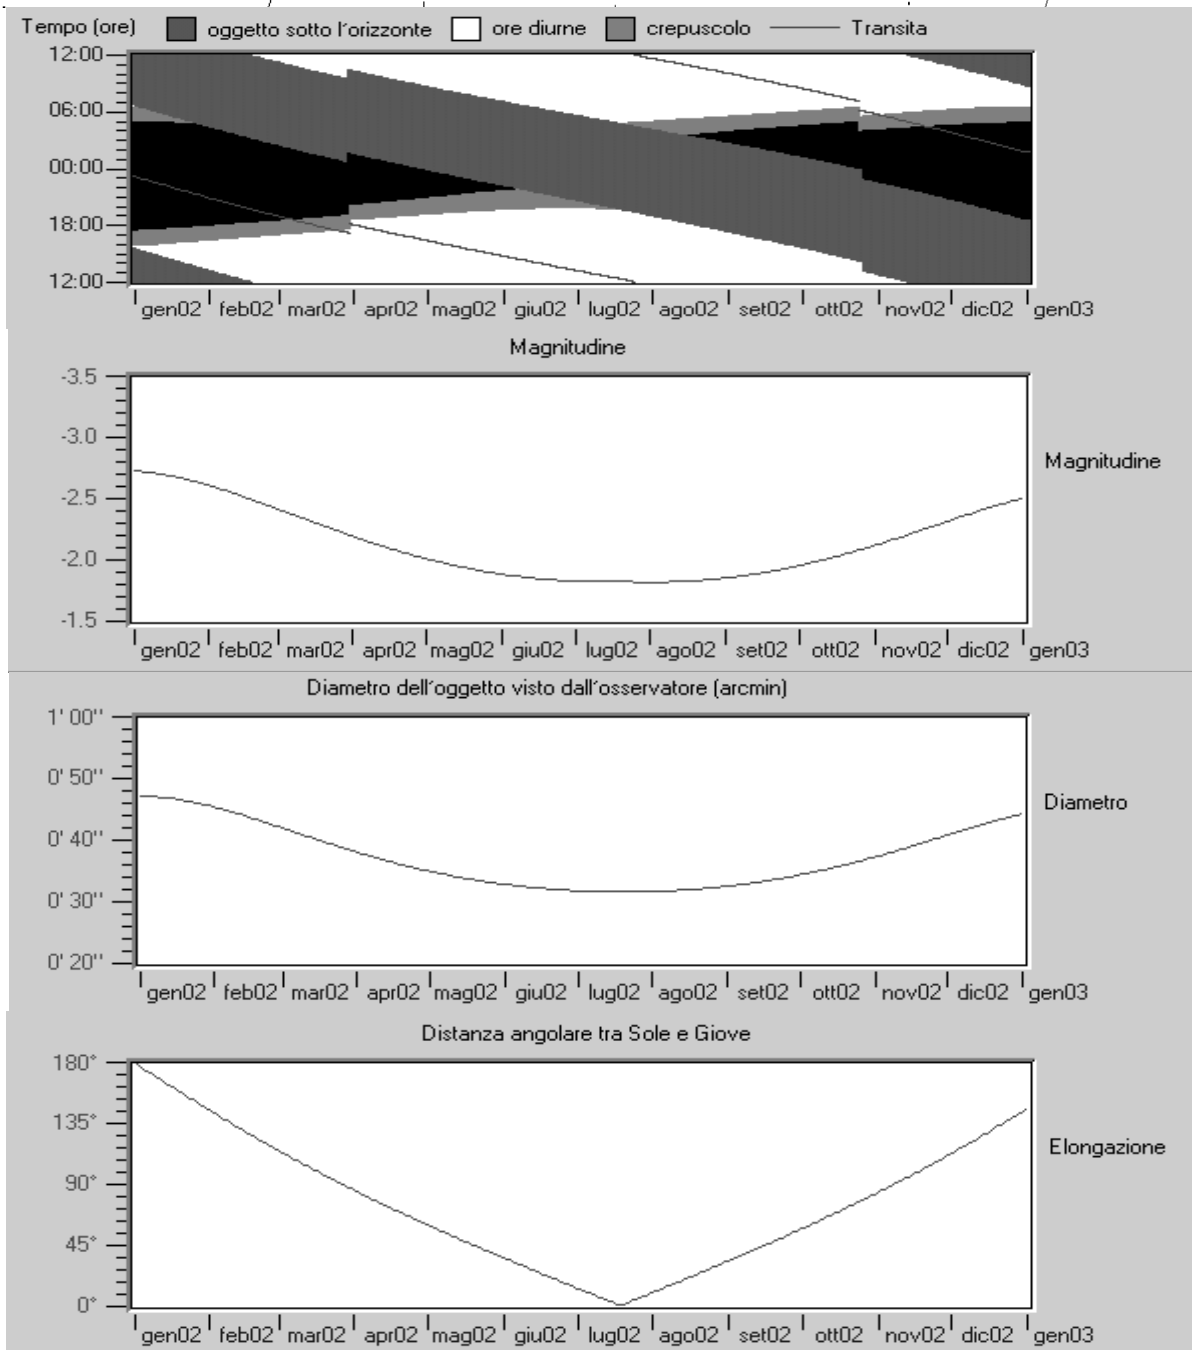 Tempo (ore) oggetto sotto l'orizzonte ore diurne crepuscolo Transita
12:00
06:00
00:00
18:00
12:00
gen02 feb02 mar02 apr02 mag02 giu02 lug02 ago02 set02 ott02 nov02 dic02 gen03
Magnitudine
-3.5
-3.0
-2.5
-2.0
-1.5
Magnitudine
gen02 feb02 mar02 apr02 mag02 giu02 lug02 ago02 set02 ott02 nov02 dic02 gen03
Diametro dell'oggetto visto dall'osservatore (arcmin)
1' 00''
0' 50''
0' 40''
0' 30''
0' 20''
Diametro
gen02 feb02 mar02 apr02 mag02 giu02 lug02 ago02 set02 ott02 nov02 dic02 gen03
Distanza angolare tra Sole e Giove
180°
135°
90°
45°
0°
Elongazione
gen02 feb02 mar02 apr02 mag02 giu02 lug02 ago02 set02 ott02 nov02 dic02 gen03